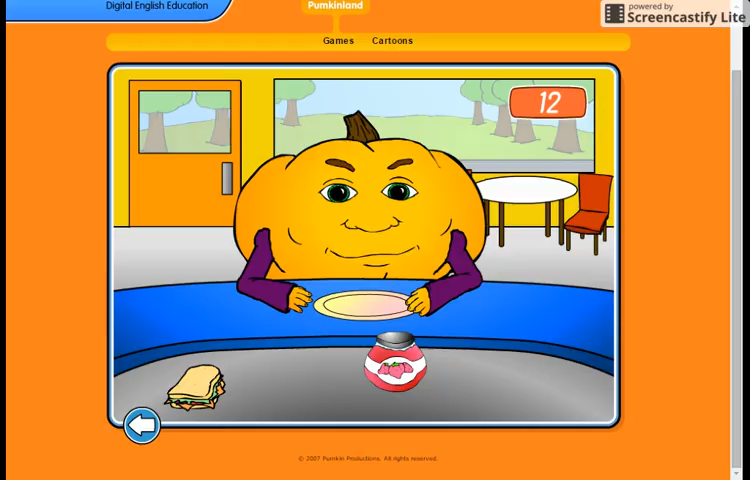 Digital English Education
Pumkinland
powered by
Screencastify Lite
Games Cartoons
12
© 2007 Pumkin Productions. All rights reserved.